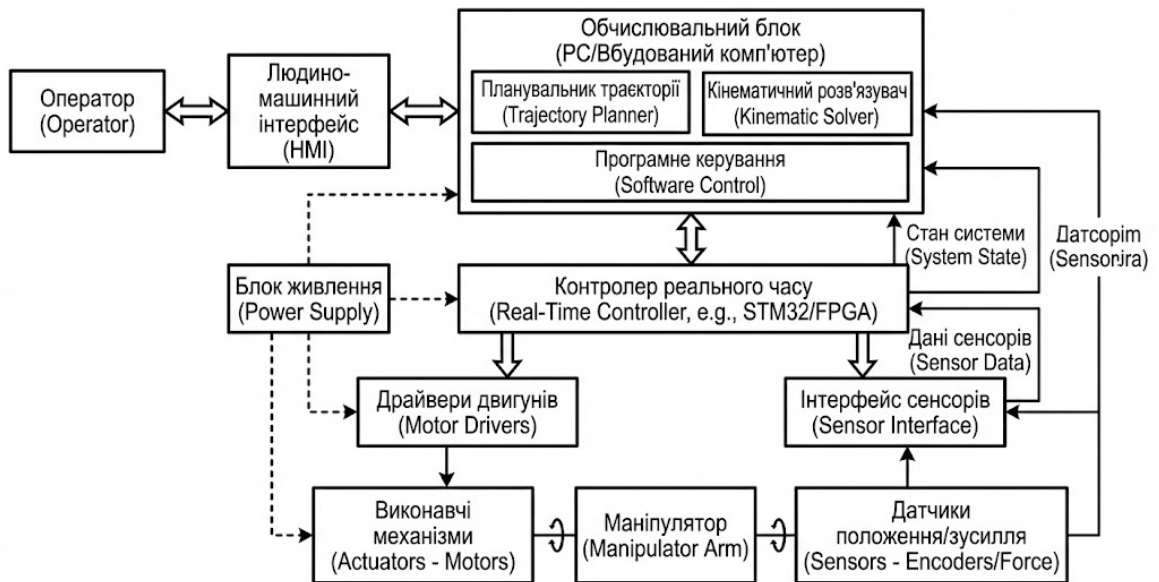 Обчислювальний блок
(PC/Вбудований комп'ютер)
Оператор
(Operator)
Людино-
машинний
інтерфейс
(HMI)
Планувальник траєкторії
(Trajectory Planner)
Кінематичний розв'язувач
(Kinematic Solver)
Програмне керування
(Software Control)
Стан системи
(System State)
Датсорім
(Sensorıra)
Блок живлення
(Power Supply)
Контролер реального часу
(Real-Time Controller, e.g., STM32/FPGA)
Дані сенсорів
(Sensor Data)
Драйвери двигунів
(Motor Drivers)
Інтерфейс сенсорів
(Sensor Interface)
Виконавчі
механізми
(Actuators - Motors)
Маніпулятор
(Manipulator Arm)
Датчики
положення/зусилля
(Sensors - Encoders/Force)